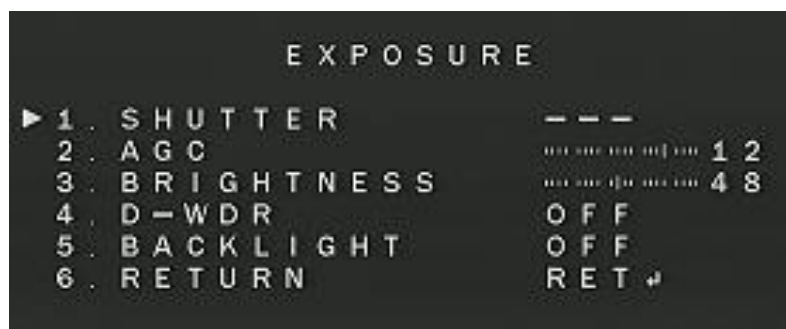 EXPOSURE
▶1. SHUTTER ———
2. AGC 12
3. BRIGHTNESS 48
4. D-WDR OFF
5. BACKLIGHT OFF
6. RETURN RET↲